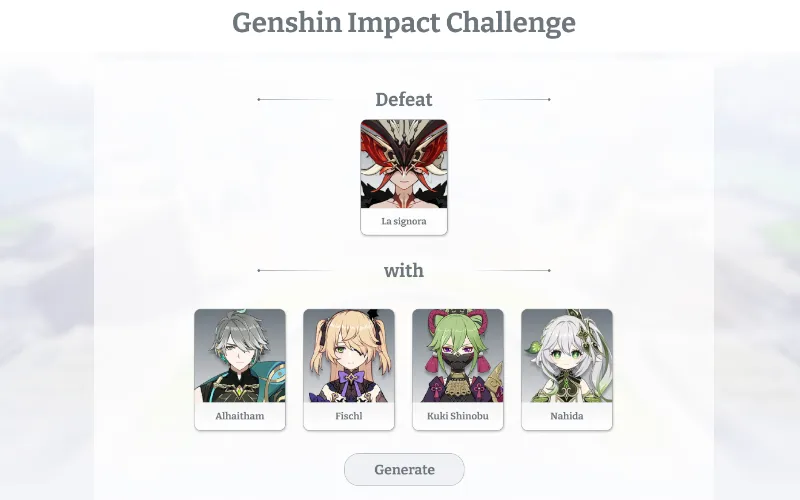 Genshin Impact Challenge
Defeat
La signora
with
Alhaitham
Fischl
Kuki Shinobu
Nahida
Generate